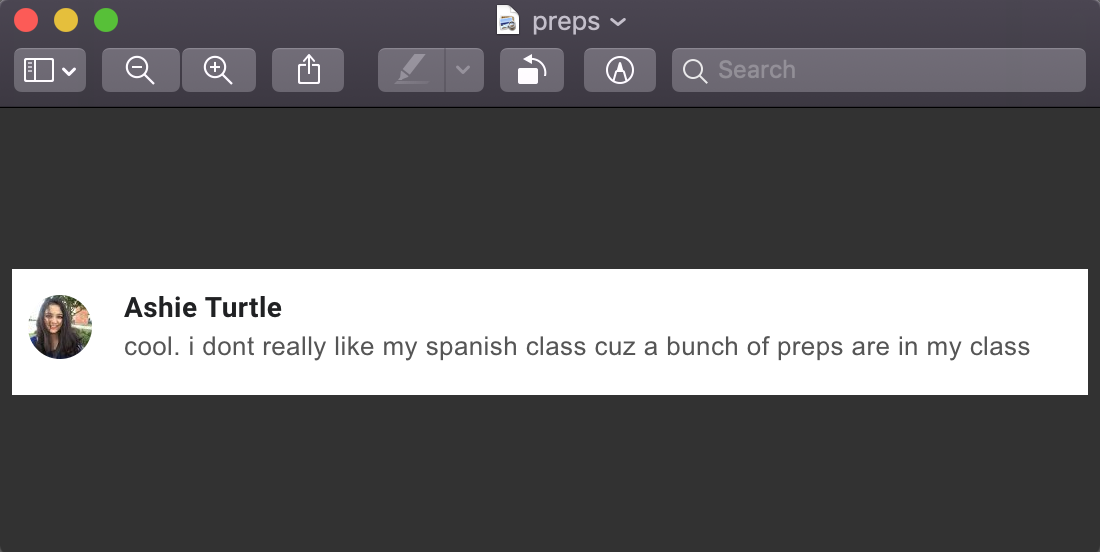 preps
Search
Ashie Turtle
cool. i dont really like my spanish class cuz a bunch of preps are in my class